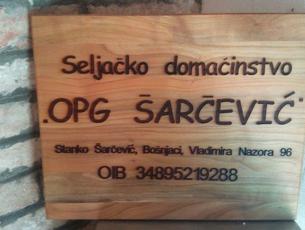 Seljačko domaćinstvo
OPG ŠARČEVIĆ
Stanko Šarčević, Bošnjaci, Vladimira Nazora 96
OIB 34895219288